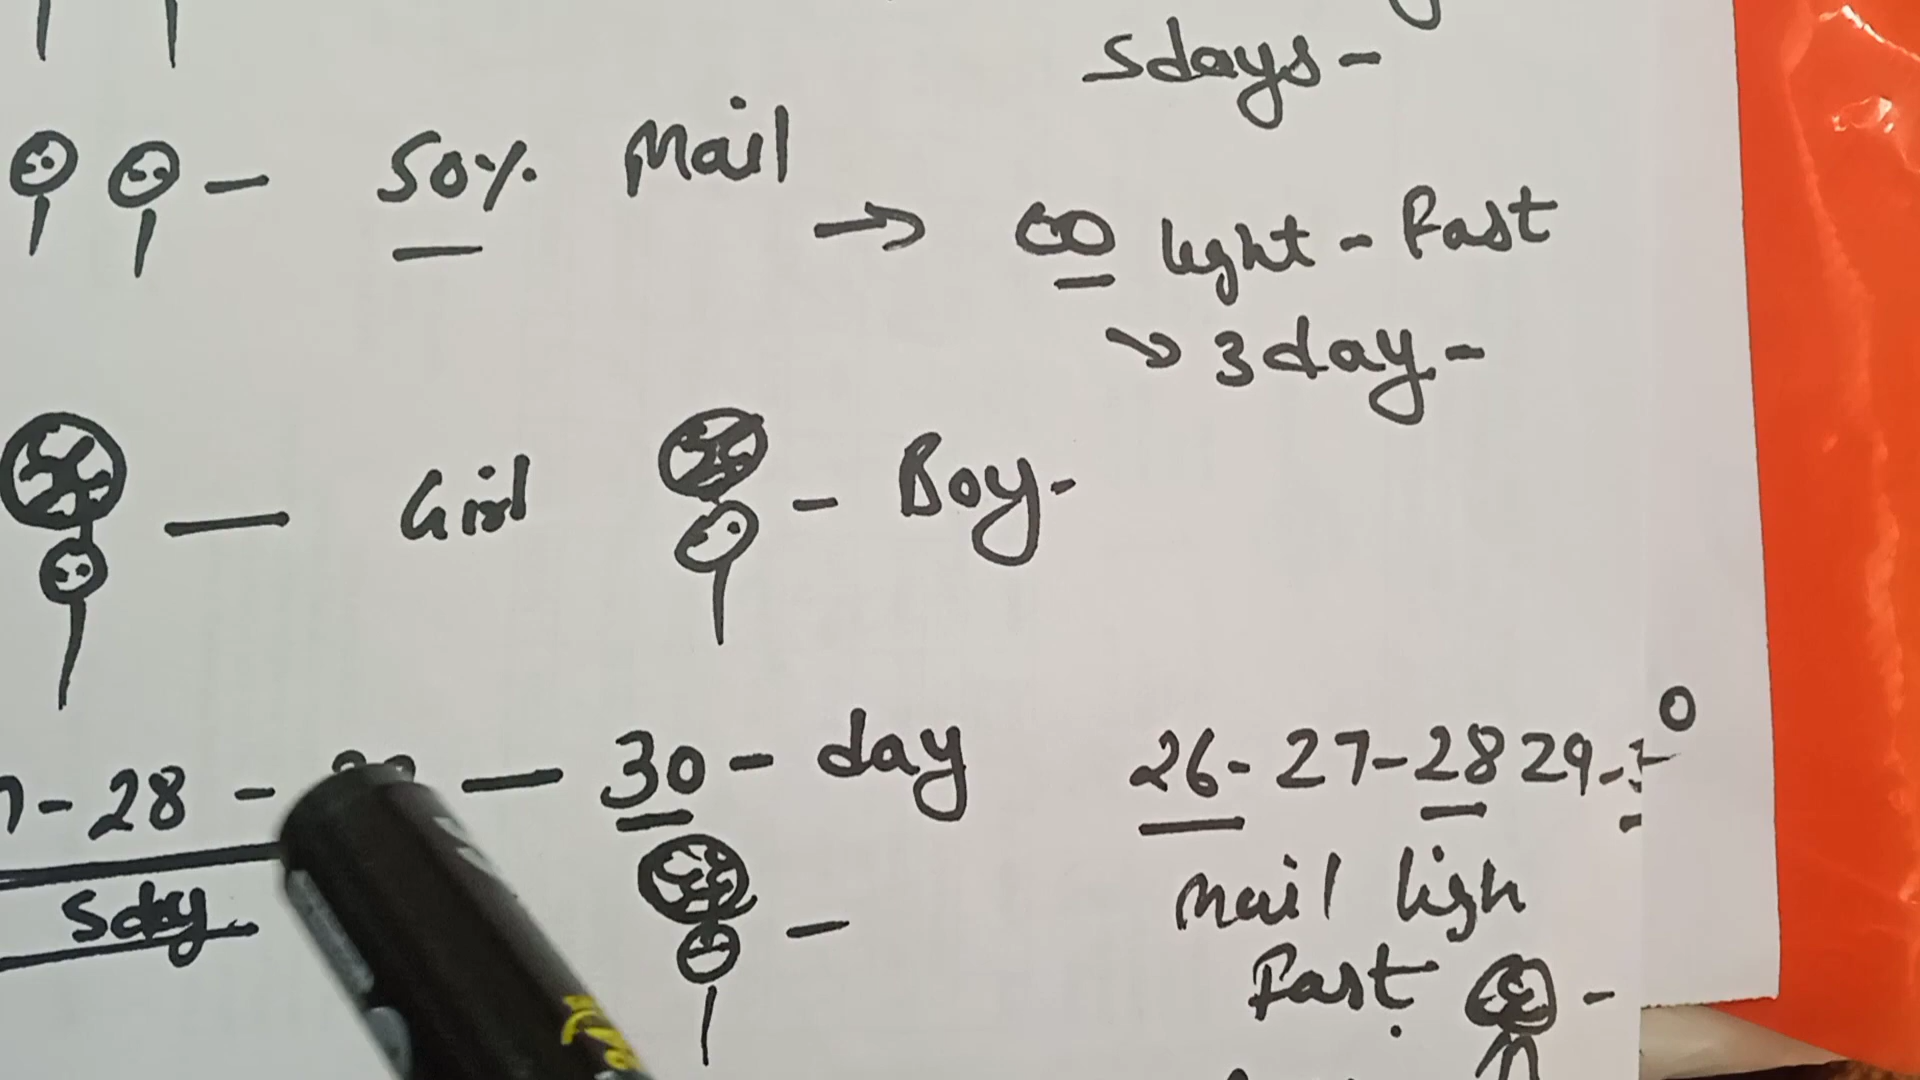 5days-
- 50% Mail
→ light - Fast
→ 3day-
— Girl - Boy-
- 28 - — 30 - day 26-27-28 29-
5day-
-
Mail ligh
Fast -